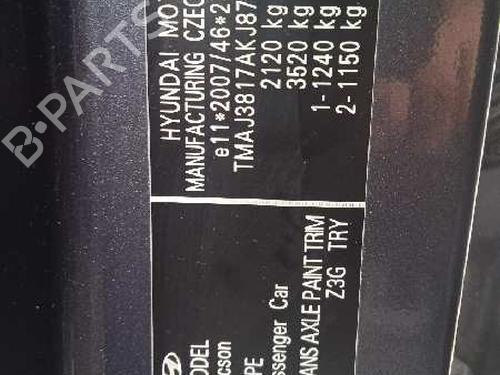 HYUNDAI MOT
MANUFACTURING CZEC
e11*2007/46*2
TMAJ3817AKJ87
2120 kg
3520 kg
1-1240 kg
2-1150 kg
ODEL
cson
PE
ssenger Car
ANS AXLE PAINT TRIM
Z3G TRY
B-PARTS